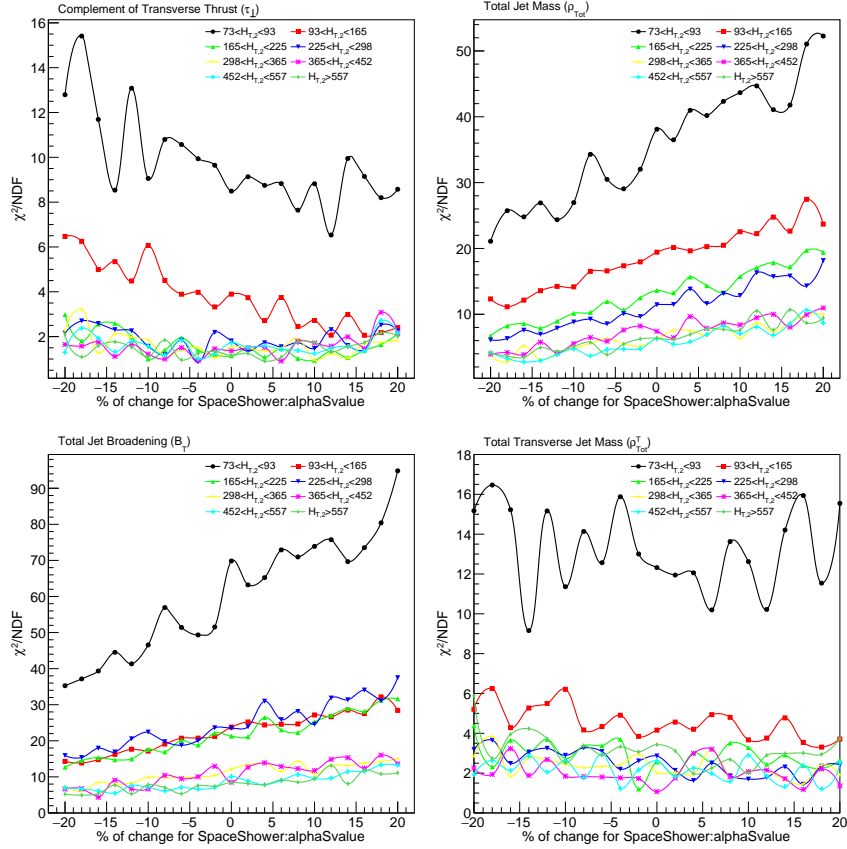 Complement of Transverse Thrust (τ⊥)
73<H_T,2<93
93<H_T,2<165
165<H_T,2<225
225<H_T,2<298
298<H_T,2<365
365<H_T,2<452
452<H_T,2<557
H_T,2>557
16
14
12
10
8
6
4
2
χ²/NDF
−20 −15 −10 −5 0 5 10 15 20
% of change for SpaceShower:alphaSvalue
Total Jet Mass (ρ_Tot)
73<H_T,2<93
93<H_T,2<165
165<H_T,2<225
225<H_T,2<298
298<H_T,2<365
365<H_T,2<452
452<H_T,2<557
H_T,2>557
50
40
30
20
10
χ²/NDF
−20 −15 −10 −5 0 5 10 15 20
% of change for SpaceShower:alphaSvalue
Total Jet Broadening (B_T)
73<H_T,2<93
93<H_T,2<165
165<H_T,2<225
225<H_T,2<298
298<H_T,2<365
365<H_T,2<452
452<H_T,2<557
H_T,2>557
90
80
70
60
50
40
30
20
10
0
χ²/NDF
−20 −15 −10 −5 0 5 10 15 20
% of change for SpaceShower:alphaSvalue
Total Transverse Jet Mass (ρ^T_Tot)
73<H_T,2<93
93<H_T,2<165
165<H_T,2<225
225<H_T,2<298
298<H_T,2<365
365<H_T,2<452
452<H_T,2<557
H_T,2>557
18
16
14
12
10
8
6
4
2
0
χ²/NDF
−20 −15 −10 −5 0 5 10 15 20
% of change for SpaceShower:alphaSvalue